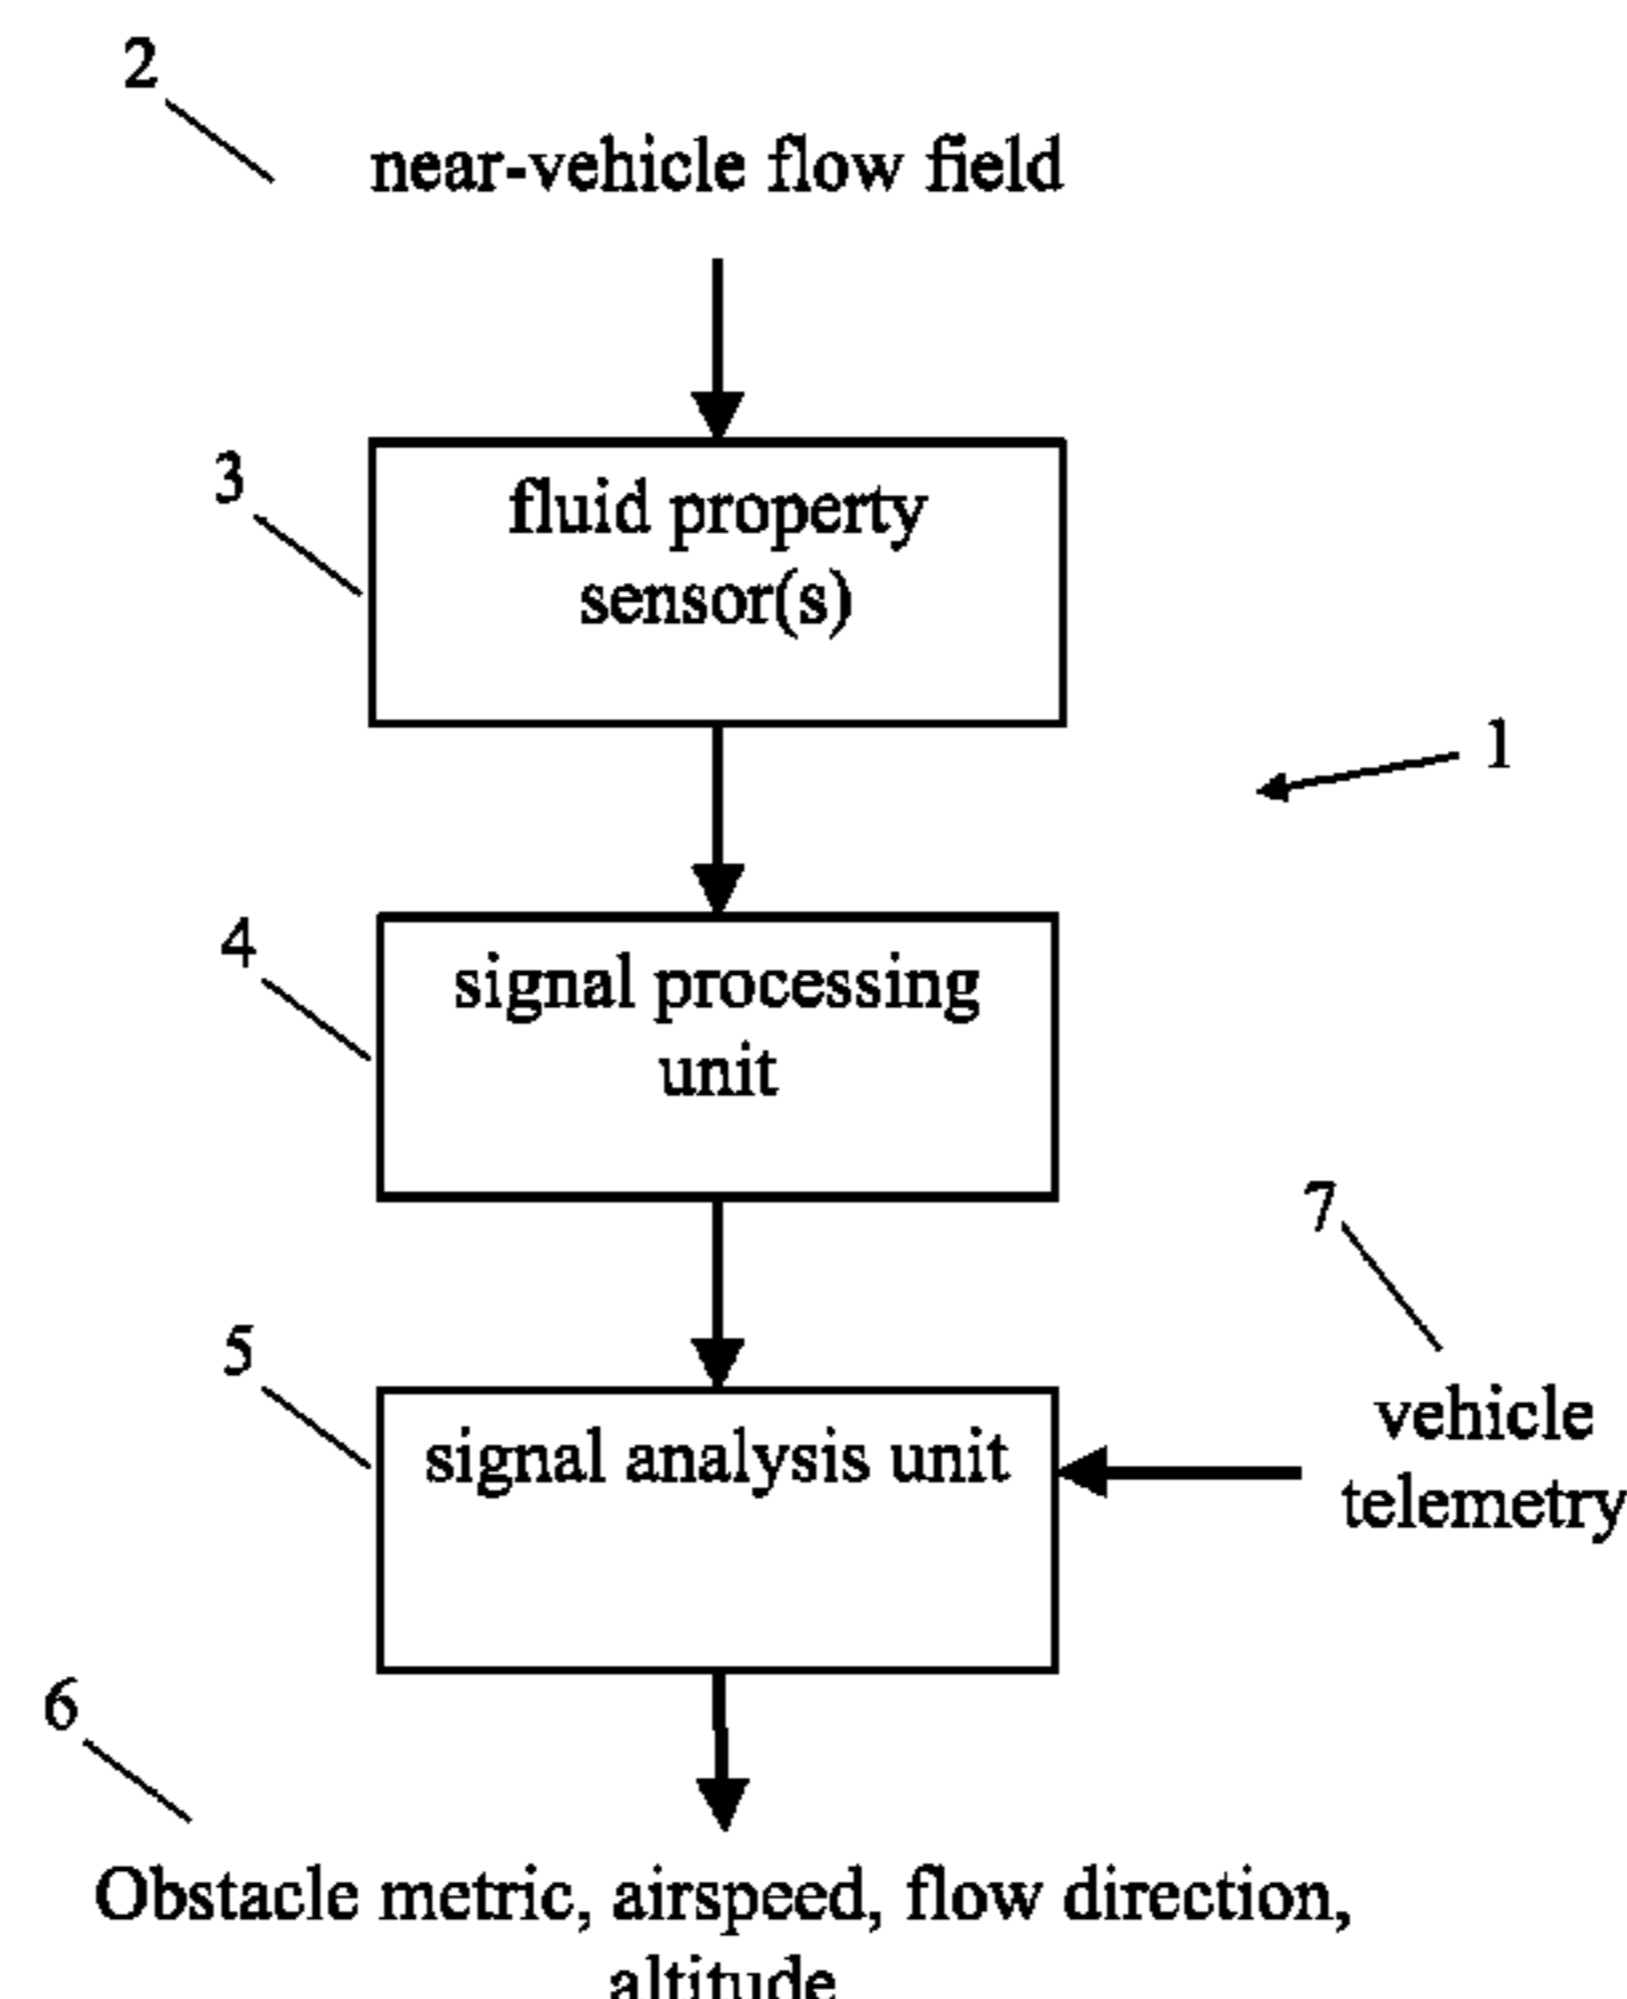 2
near-vehicle flow field
3
fluid property
sensor(s)
1
4
signal processing
unit
7
5
signal analysis unit
vehicle
telemetry
6
Obstacle metric, airspeed, flow direction,
altitude